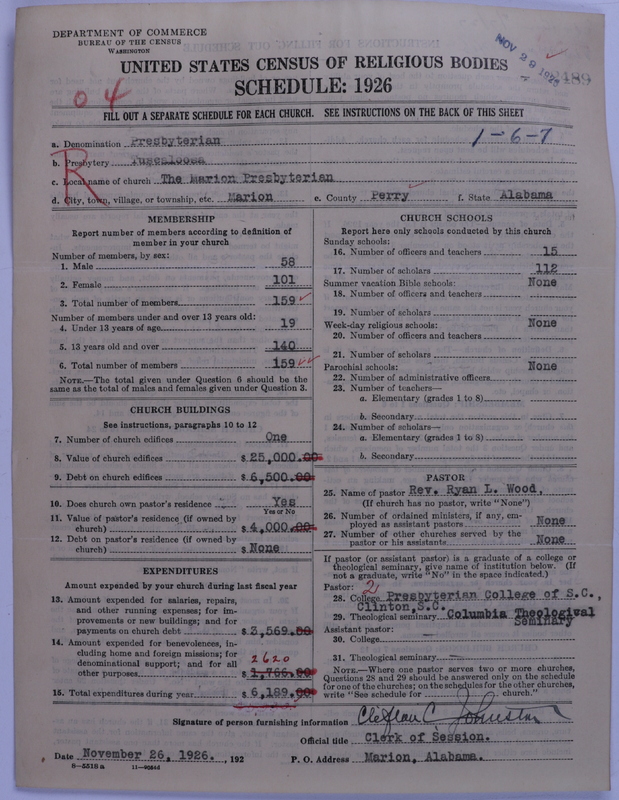 DEPARTMENT OF COMMERCE
BUREAU OF THE CENSUS
WASHINGTON
NOV 29 1926
489
UNITED STATES CENSUS OF RELIGIOUS BODIES
SCHEDULE: 1926
04
FILL OUT A SEPARATE SCHEDULE FOR EACH CHURCH. SEE INSTRUCTIONS ON THE BACK OF THIS SHEET
R
1-6-7
a. Denomination Presbyterian
b. Presbytery Tuscaloosa
c. Local name of church The Marion Presbyterian
d. City, town, village, or township, etc. Marion e. County Perry f. State Alabama
MEMBERSHIP
Report number of members according to definition of
member in your church
Number of members, by sex:
1. Male 58
2. Female 101
3. Total number of members 159
Number of members under and over 13 years old:
4. Under 13 years of age 19
5. 13 years old and over 140
6. Total number of members 159
NOTE.—The total given under Question 6 should be the
same as the total of males and females given under Question 3.
CHURCH BUILDINGS
See instructions, paragraphs 10 to 12
7. Number of church edifices One
8. Value of church edifices $ 25,000.00
9. Debt on church edifices $ 6,500.00
10. Does church own pastor's residence Yes
Yes or No
11. Value of pastor's residence (if owned by
church) $ 4,000.00
12. Debt on pastor's residence (if owned by
church) $ None
EXPENDITURES
Amount expended by your church during last fiscal year
13. Amount expended for salaries, repairs,
and other running expenses; for im-
provements or new buildings; and for
payments on church debt $ 3,569.00
14. Amount expended for benevolences, in-
cluding home and foreign missions; for
denominational support; and for all
2620
other purposes $ 1,766.00
15. Total expenditures during year $ 6,189.00
CHURCH SCHOOLS
Report here only schools conducted by this church
Sunday schools:
16. Number of officers and teachers 15
17. Number of scholars 112
Summer vacation Bible schools: None
18. Number of officers and teachers
19. Number of scholars
Week-day religious schools: None
20. Number of officers and teachers
21. Number of scholars
Parochial schools: None
22. Number of administrative officers
23. Number of teachers—
a. Elementary (grades 1 to 8)
b. Secondary
24. Number of scholars—
a. Elementary (grades 1 to 8)
b. Secondary
PASTOR
25. Name of pastor Rev. Ryan L. Wood,
(If church has no pastor, write "None")
26. Number of ordained ministers, if any, em-
ployed as assistant pastors None
27. Number of other churches served by the
pastor or his assistants None
If pastor (or assistant pastor) is a graduate of a college or
theological seminary, give name of institution below. (If
not a graduate, write "No" in the space indicated.)
Pastor: 2
28. College Presbyterian College of S.C.,
Clinton, S.C.
29. Theological seminary Columbia Theological
Seminary
Assistant pastor:
30. College
31. Theological seminary
NOTE.—Where one pastor serves two or more churches,
Questions 28 and 29 should be answered only on the schedule
for one of the churches; on the schedules for the other churches,
write "See schedule for church."
Signature of person furnishing information C. Johnston
Official title Clerk of Session.
Date November 26, 1926. , 192 P. O. Address Marion, Alabama.
8-5518 a